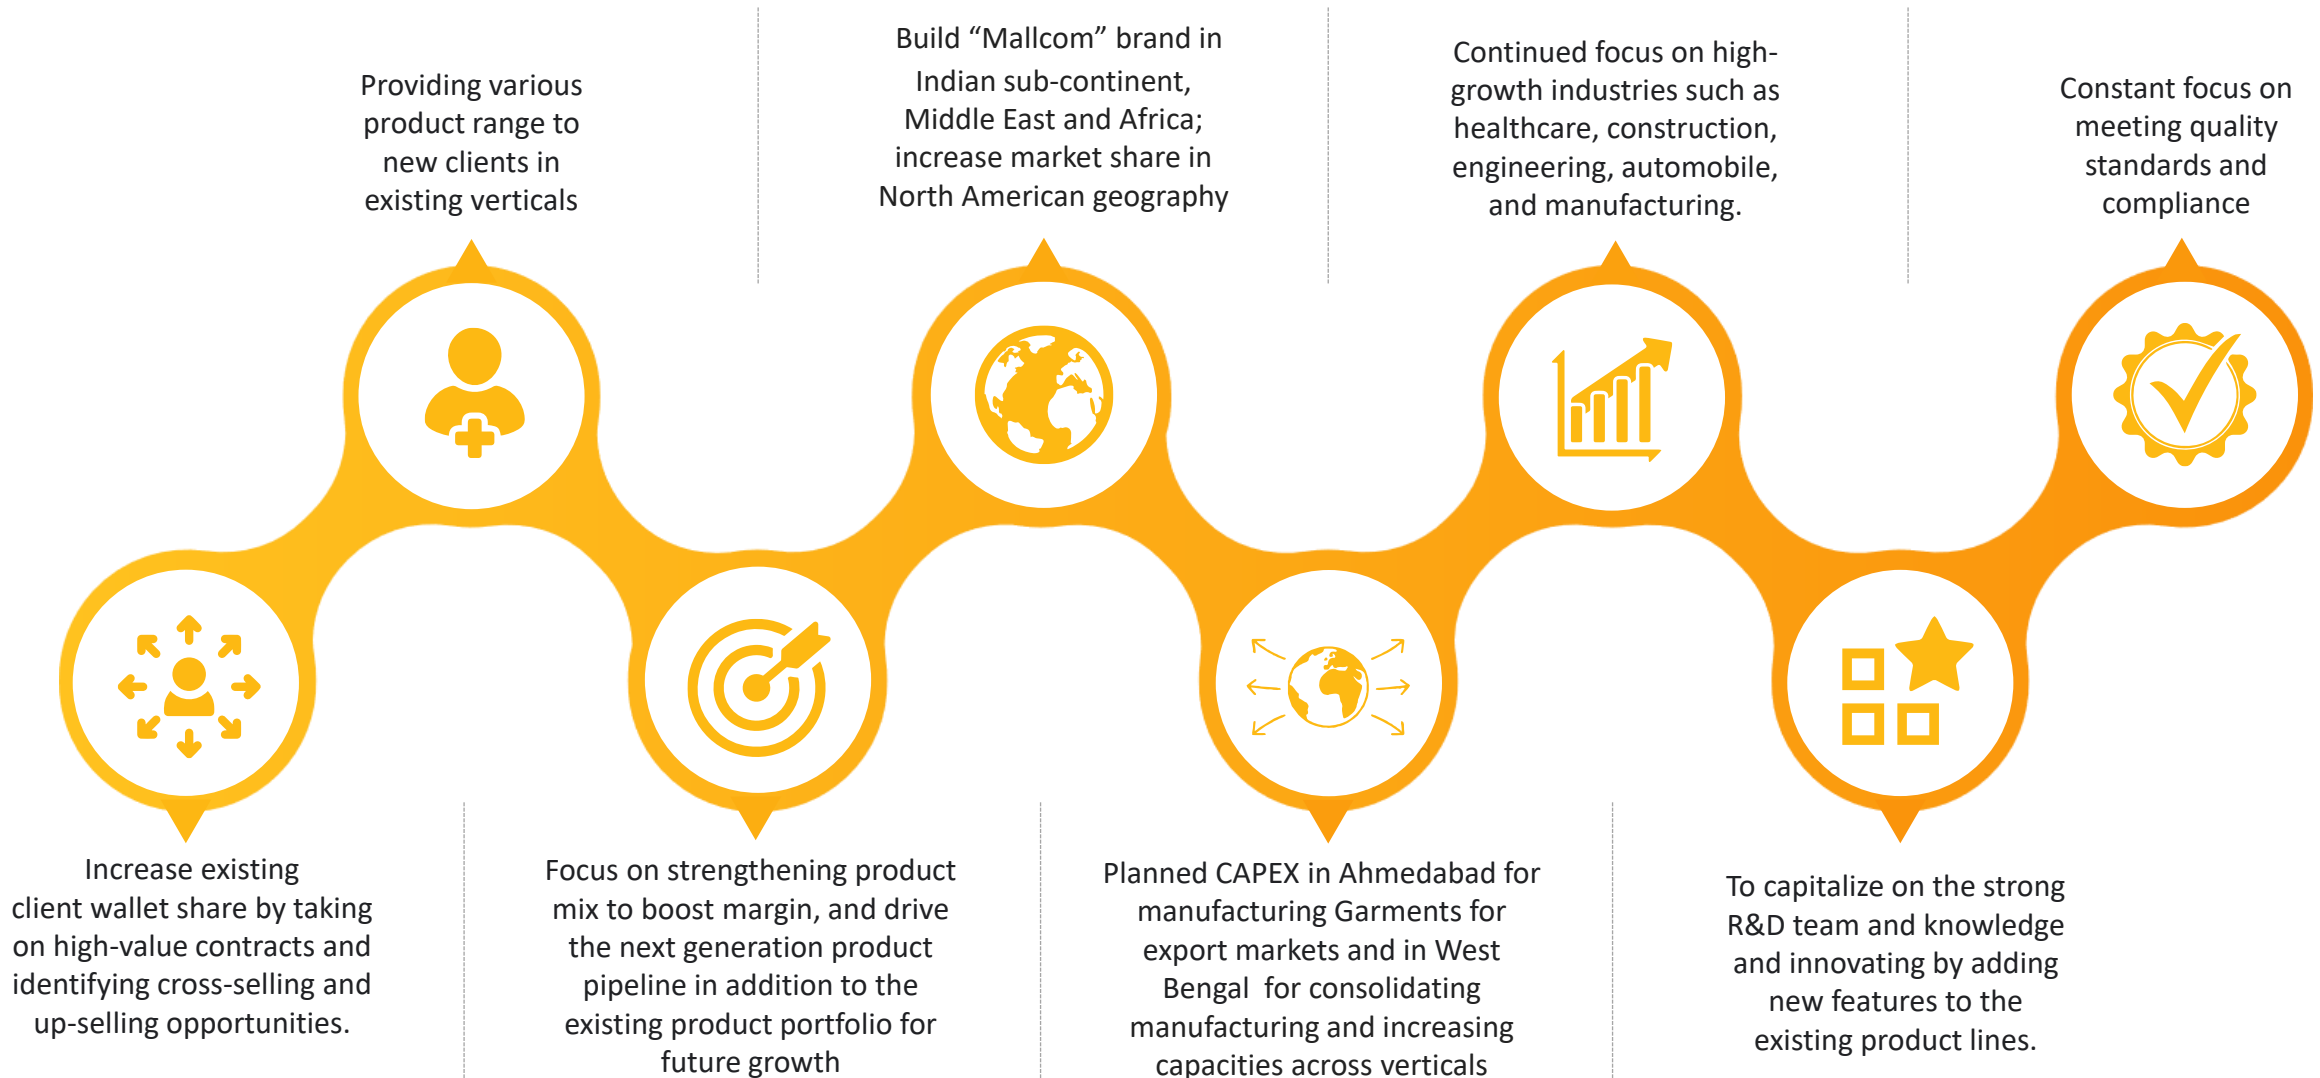 Providing various
product range to
new clients in
existing verticals
Build “Mallcom” brand in
Indian sub-continent,
Middle East and Africa;
increase market share in
North American geography
Continued focus on high-
growth industries such as
healthcare, construction,
engineering, automobile,
and manufacturing.
Constant focus on
meeting quality
standards and
compliance
Increase existing
client wallet share by taking
on high-value contracts and
identifying cross-selling and
up-selling opportunities.
Focus on strengthening product
mix to boost margin, and drive
the next generation product
pipeline in addition to the
existing product portfolio for
future growth
Planned CAPEX in Ahmedabad for
manufacturing Garments for
export markets and in West
Bengal  for consolidating
manufacturing and increasing
capacities across verticals
To capitalize on the strong
R&D team and knowledge
and innovating by adding
new features to the
existing product lines.